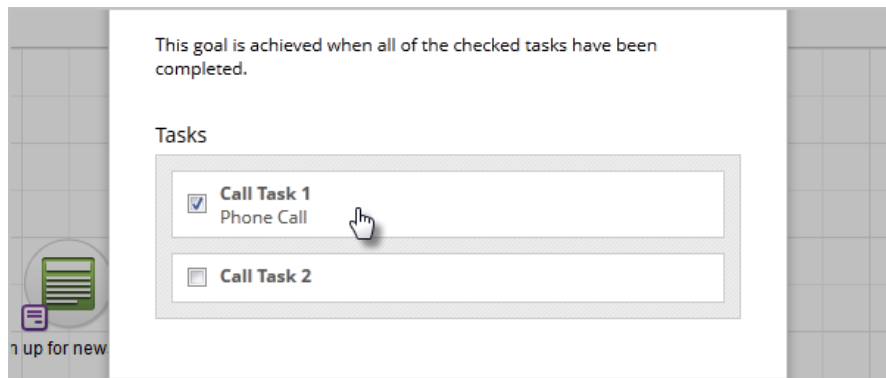 This goal is achieved when all of the checked tasks have been
completed.
Tasks
Call Task 1
Phone Call
Call Task 2
n up for new